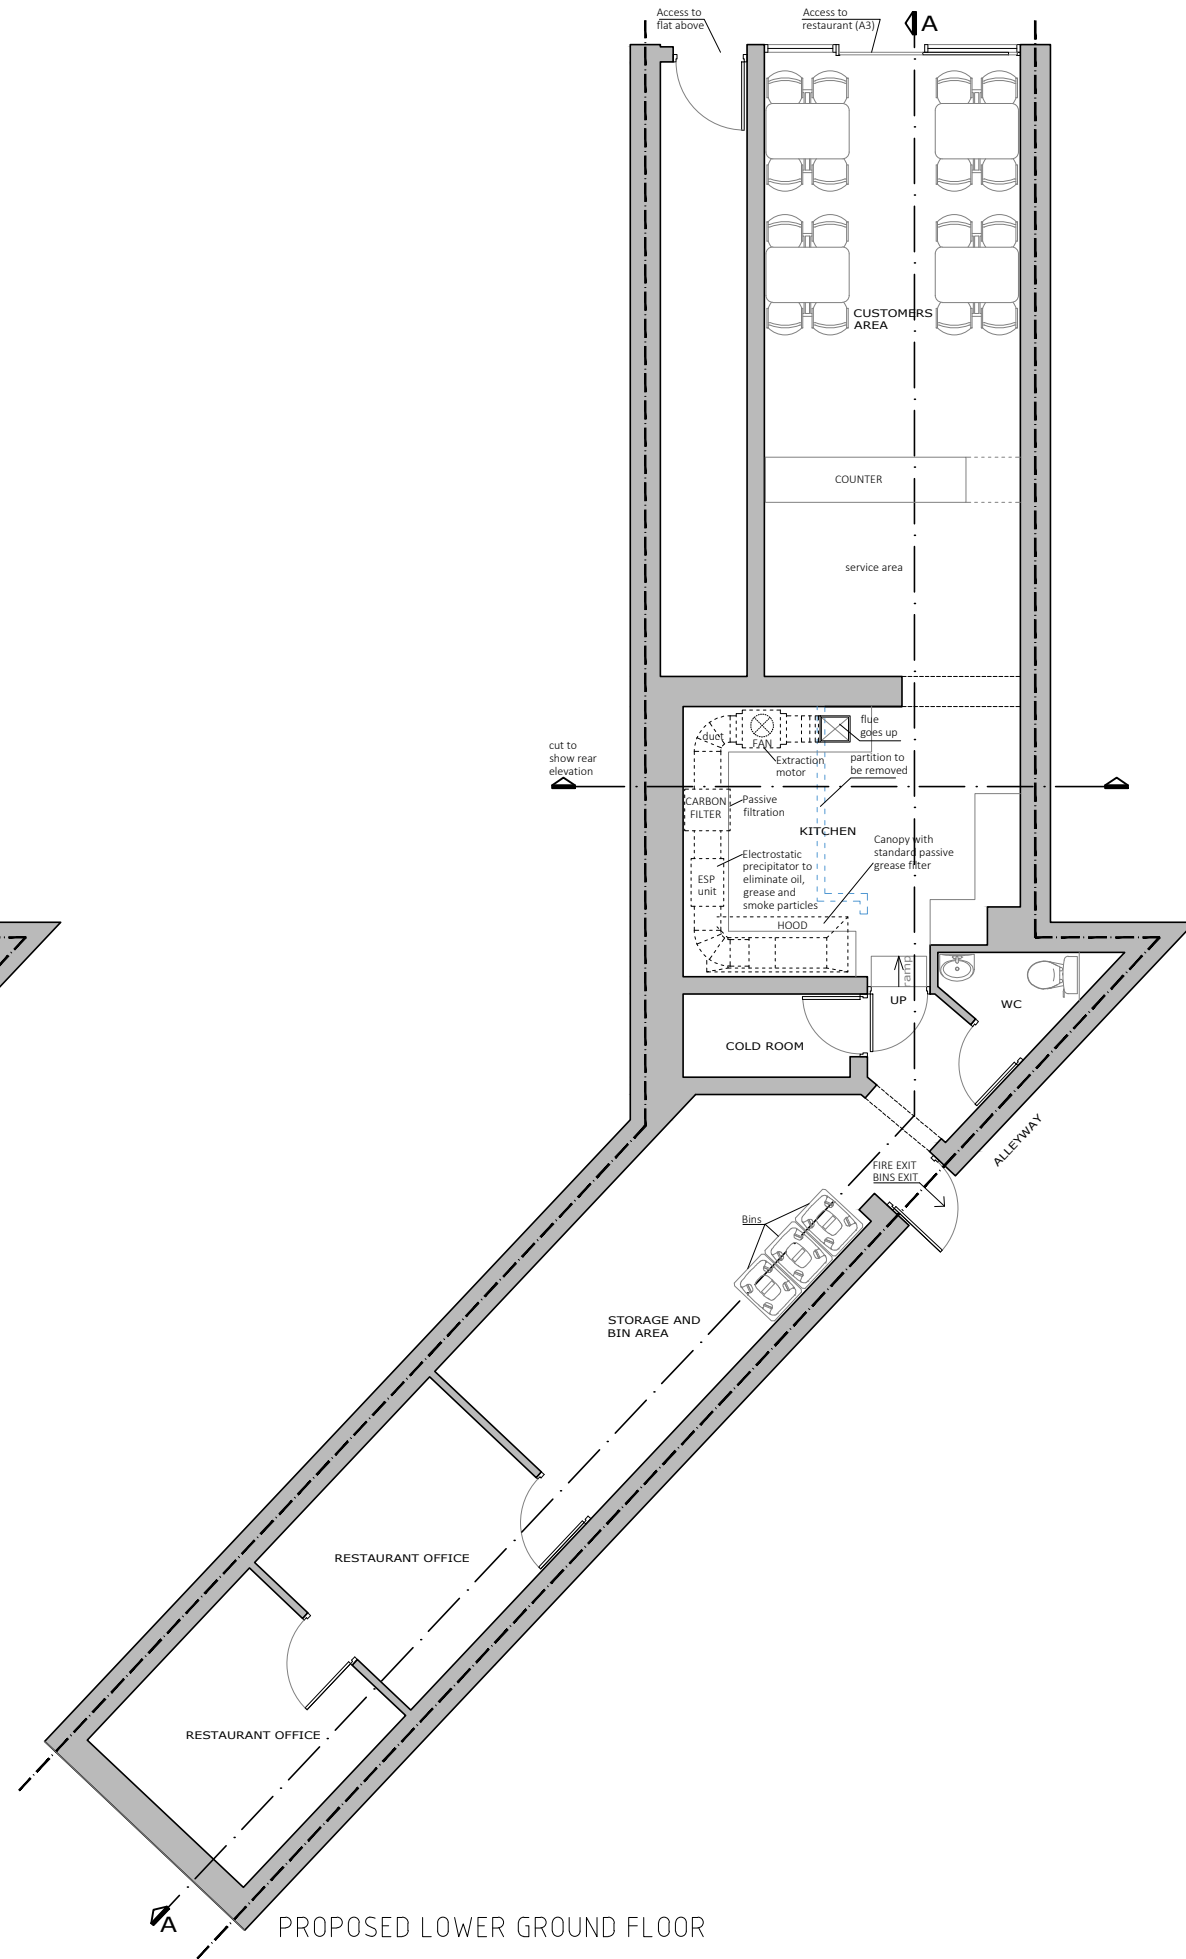 Access to
flat above
Access to
restaurant (A3)
A
CUSTOMERS
AREA
COUNTER
service area
flue
goes up
duct
FAN
Extraction
motor
partition to
be removed
cut to
show rear
elevation
CARBON
FILTER
Passive
filtration
KITCHEN
Canopy with
standard passive
grease filter
Electrostatic
precipitator to
eliminate oil,
grease and
smoke particles
ESP
unit
HOOD
ramp
UP
WC
COLD ROOM
ALLEYWAY
FIRE EXIT
BINS EXIT
Bins
STORAGE AND
BIN AREA
RESTAURANT OFFICE
RESTAURANT OFFICE
A
PROPOSED LOWER GROUND FLOOR